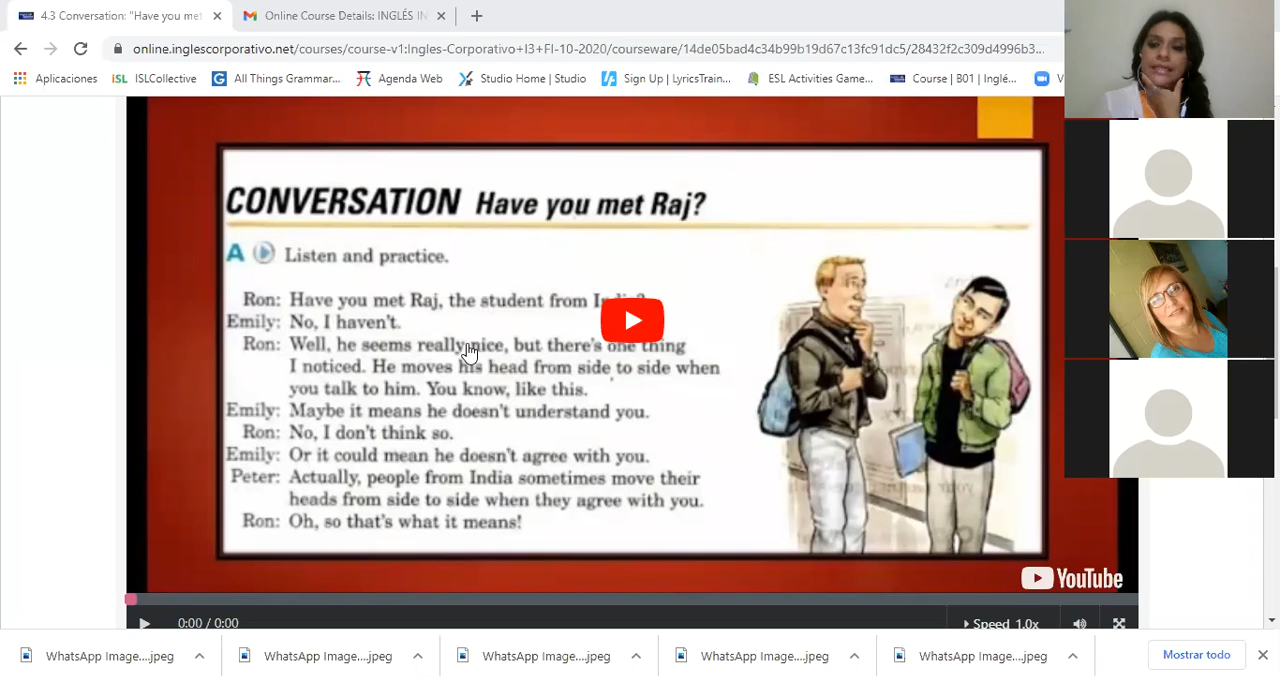 4.3 Conversation: "Have you met
Online Course Details: INGLÉS IN
online.inglescorporativo.net/courses/course-v1:Ingles-Corporativo+I3+FI-10-2020/courseware/14de05bad4c34b99b19d67c13fc91dc5/28432f2c309d4996b3...
Aplicaciones
iSL ISLCollective
All Things Grammar...
Agenda Web
Studio Home | Studio
Sign Up | LyricsTrain...
ESL Activities Game...
Course | B01 | Inglé...
CONVERSATION Have you met Raj?
A Listen and practice.
Ron: Have you met Raj, the student from India?
Emily: No, I haven't.
Ron: Well, he seems really nice, but there's one thing
I noticed. He moves his head from side to side when
you talk to him. You know, like this.
Emily: Maybe it means he doesn't understand you.
Ron: No, I don't think so.
Emily: Or it could mean he doesn't agree with you.
Peter: Actually, people from India sometimes move their
heads from side to side when they agree with you.
Ron: Oh, so that's what it means!
YouTube
0:00 / 0:00
Speed 1.0x
WhatsApp Image....jpeg
WhatsApp Image....jpeg
WhatsApp Image....jpeg
WhatsApp Image....jpeg
WhatsApp Image....jpeg
Mostrar todo